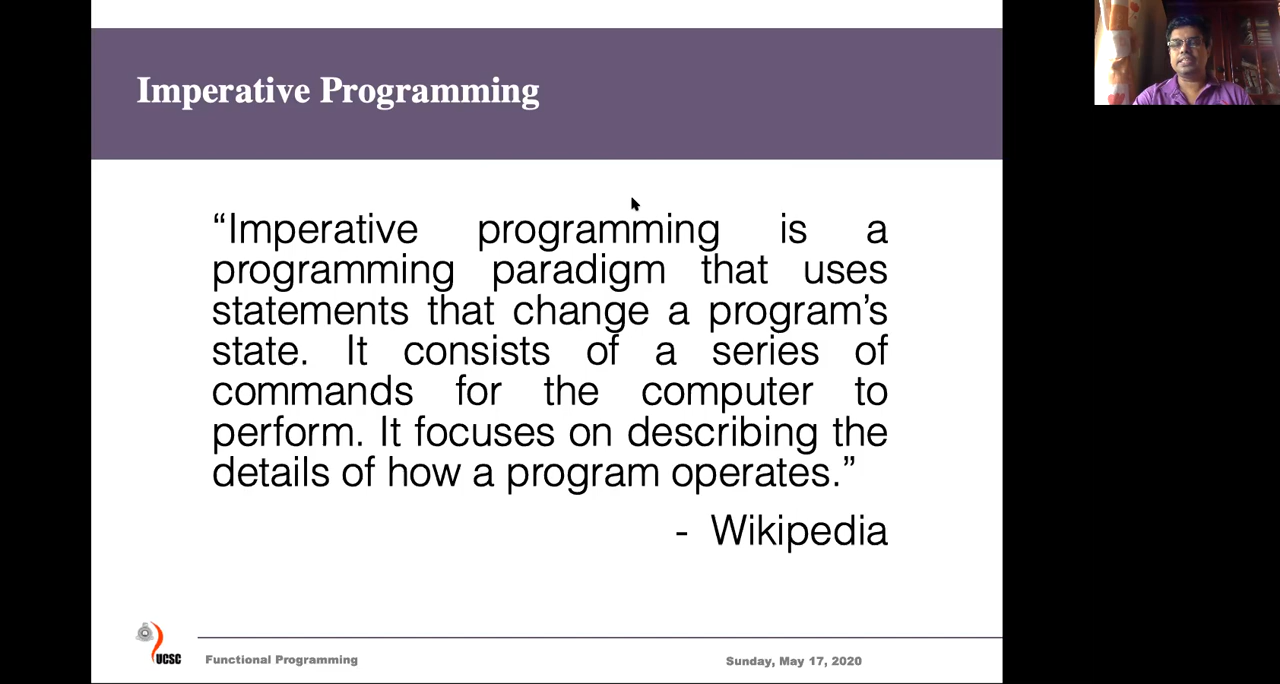 Imperative Programming
“Imperative programming is a
programming paradigm that uses
statements that change a program’s
state. It consists of a series of
commands for the computer to
perform. It focuses on describing the
details of how a program operates.”
- Wikipedia
UCSC
Functional Programming
Sunday, May 17, 2020